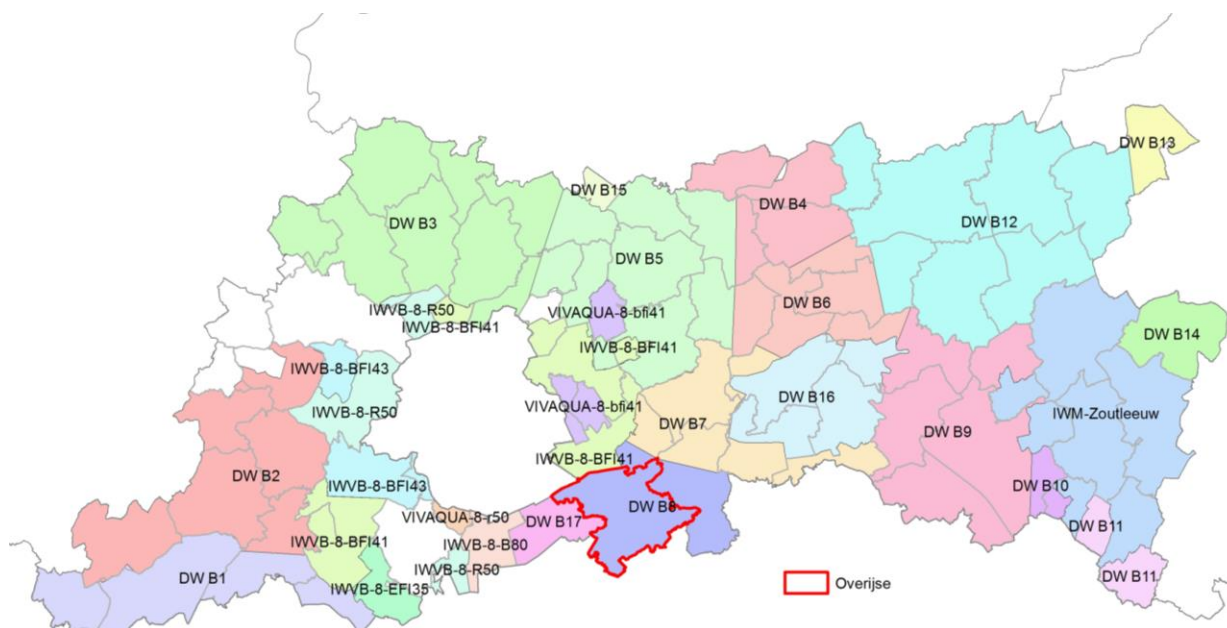 DW B13
DW B15
DW B4
DW B3
DW B12
DW B5
DW B6
IWVB-8-R50
VIVAQUA-8-bfi41
IWVB-8-BFI41
IWVB-8-BFI41
DW B14
IWVB-8-BFI43
DW B16
VIVAQUA-8-bfi41
IWVB-8-R50
IWM-Zoutleeuw
DW B7
DW B9
IWVB-8-BFI41
DW B2
IWVB-8-BFI43
DW B10
DW B8
VIVAQUA-8-r50
DW B17
DW B11
IWVB-8-BFI41
IWVB-8-B80
IWVB-8-R50
DW B11
DW B1
IWVB-8-EFI35
Overijse